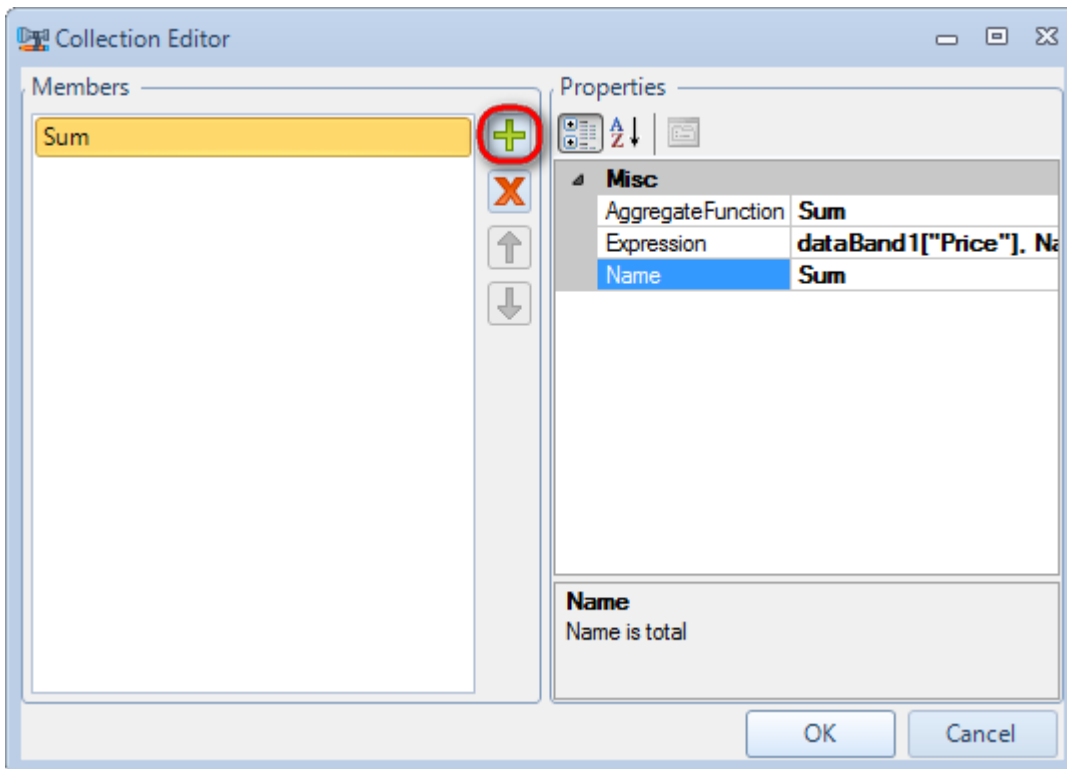 Collection Editor
Members
Sum
Properties
A
Z
Misc
AggregateFunction Sum
Expression dataBand1["Price"], Na
Name Sum
Name
Name is total
OK Cancel